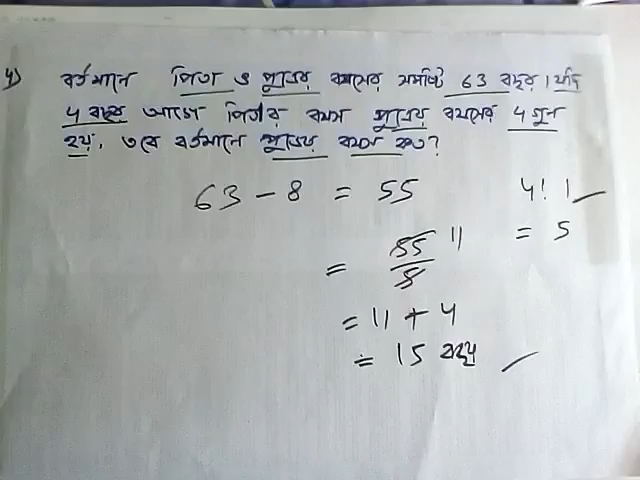 4) বর্তমানে পিতা ও পুত্রের বয়সের সমষ্টি 63 বছর। যদি
4 বছর আগে পিতার বয়স পুত্রের বয়সের 4 গুন
হয়, তবে বর্তমানে পুত্রের বয়স কত?
63 - 8 = 55
4:1
= 5
= 55/5 11
= 11 + 4
= 15 বছর